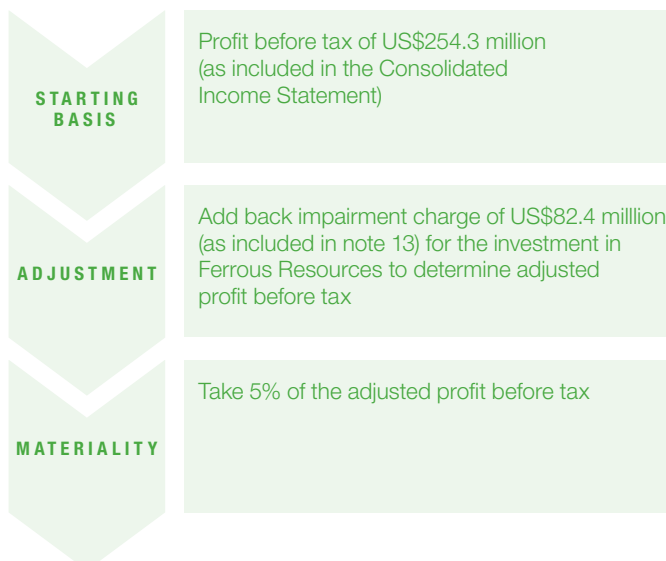 STARTING
BASIS
Profit before tax of US$254.3 million
(as included in the Consolidated
Income Statement)
ADJUSTMENT
Add back impairment charge of US$82.4 milllion
(as included in note 13) for the investment in
Ferrous Resources to determine adjusted
profit before tax
MATERIALITY
Take 5% of the adjusted profit before tax